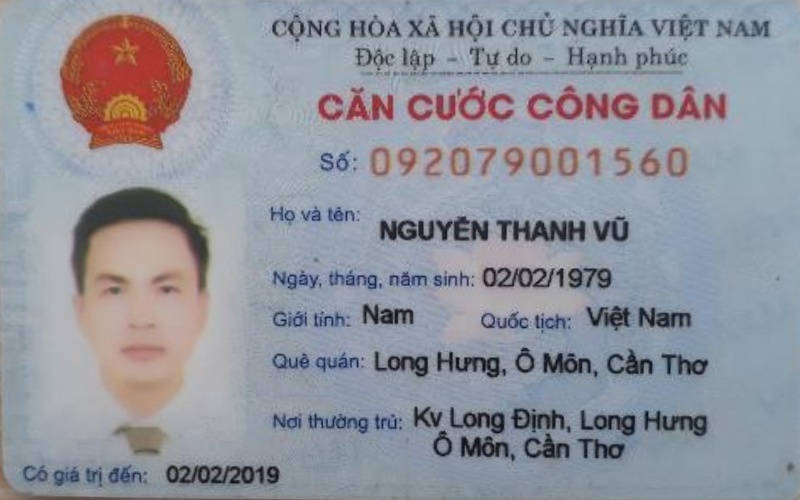 CỘNG HÒA XÃ HỘI CHỦ NGHĨA VIỆT NAM
Độc lập - Tự do - Hạnh phúc
CĂN CƯỚC CÔNG DÂN
Số: 092079001560
Họ và tên: NGUYỄN THANH VŨ
Ngày, tháng, năm sinh: 02/02/1979
Giới tính: Nam Quốc tịch: Việt Nam
Quê quán: Long Hưng, Ô Môn, Cần Thơ
Nơi thường trú: Kv Long Định, Long Hưng
Ô Môn, Cần Thơ
Có giá trị đến: 02/02/2019